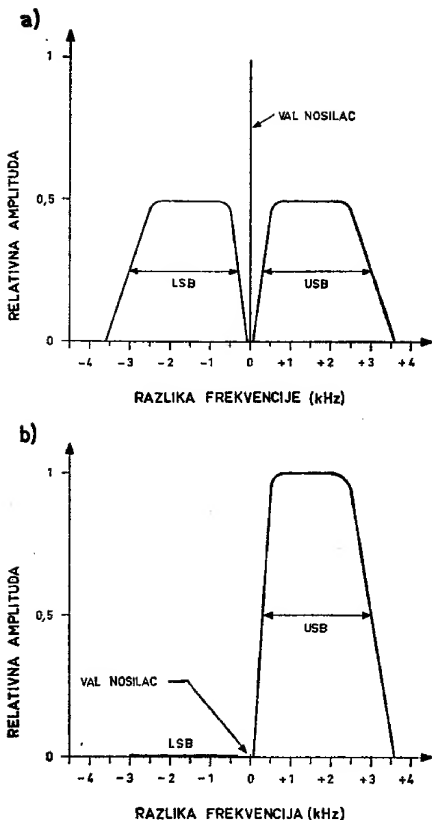 a)
1
VAL NOSILAC
RELATIVNA AMPLITUDA
0,5
LSB
USB
0
-4 -3 -2 -1 0 +1 +2 +3 +4
RAZLIKA FREKVENCIJE (kHz)
b)
1
RELATIVNA AMPLITUDA
0,5
USB
VAL NOSILAC
LSB
0
-4 -3 -2 -1 0 +1 +2 +3 +4
RAZLIKA FREKVENCIJA (kHz)